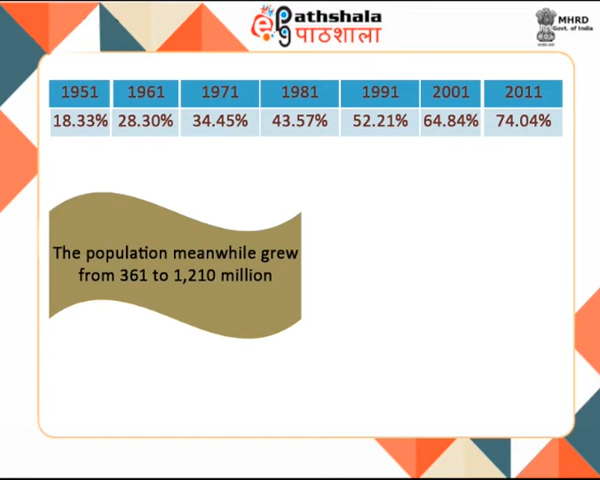 ePathshala
पाठशाला
MHRD
Govt. of India
1951 1961 1971 1981 1991 2001 2011
18.33% 28.30% 34.45% 43.57% 52.21% 64.84% 74.04%
The population meanwhile grew
from 361 to 1,210 million